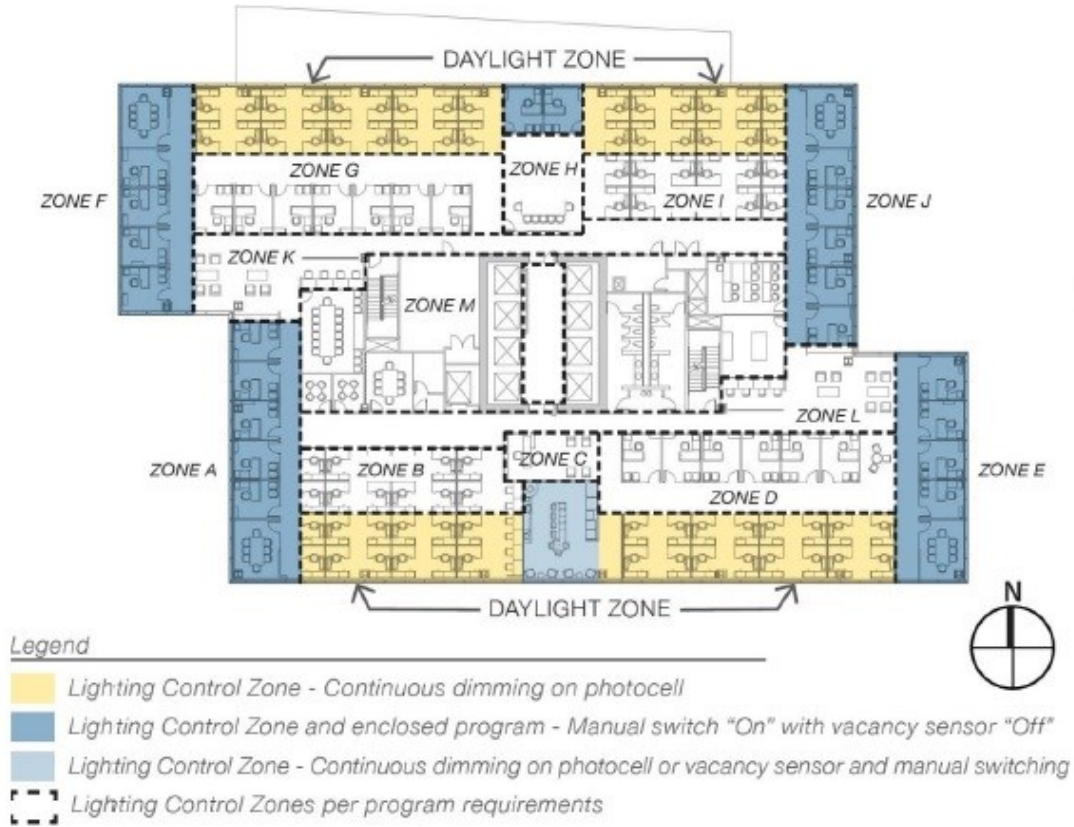 DAYLIGHT ZONE
ZONE F
ZONE G
ZONE H
ZONE I
ZONE J
ZONE K
ZONE M
ZONE L
ZONE A
ZONE B
ZONE C
ZONE D
ZONE E
DAYLIGHT ZONE
N
Legend
Lighting Control Zone - Continuous dimming on photocell
Lighting Control Zone and enclosed program - Manual switch "On" with vacancy sensor "Off"
Lighting Control Zone - Continuous dimming on photocell or vacancy sensor and manual switching
Lighting Control Zones per program requirements